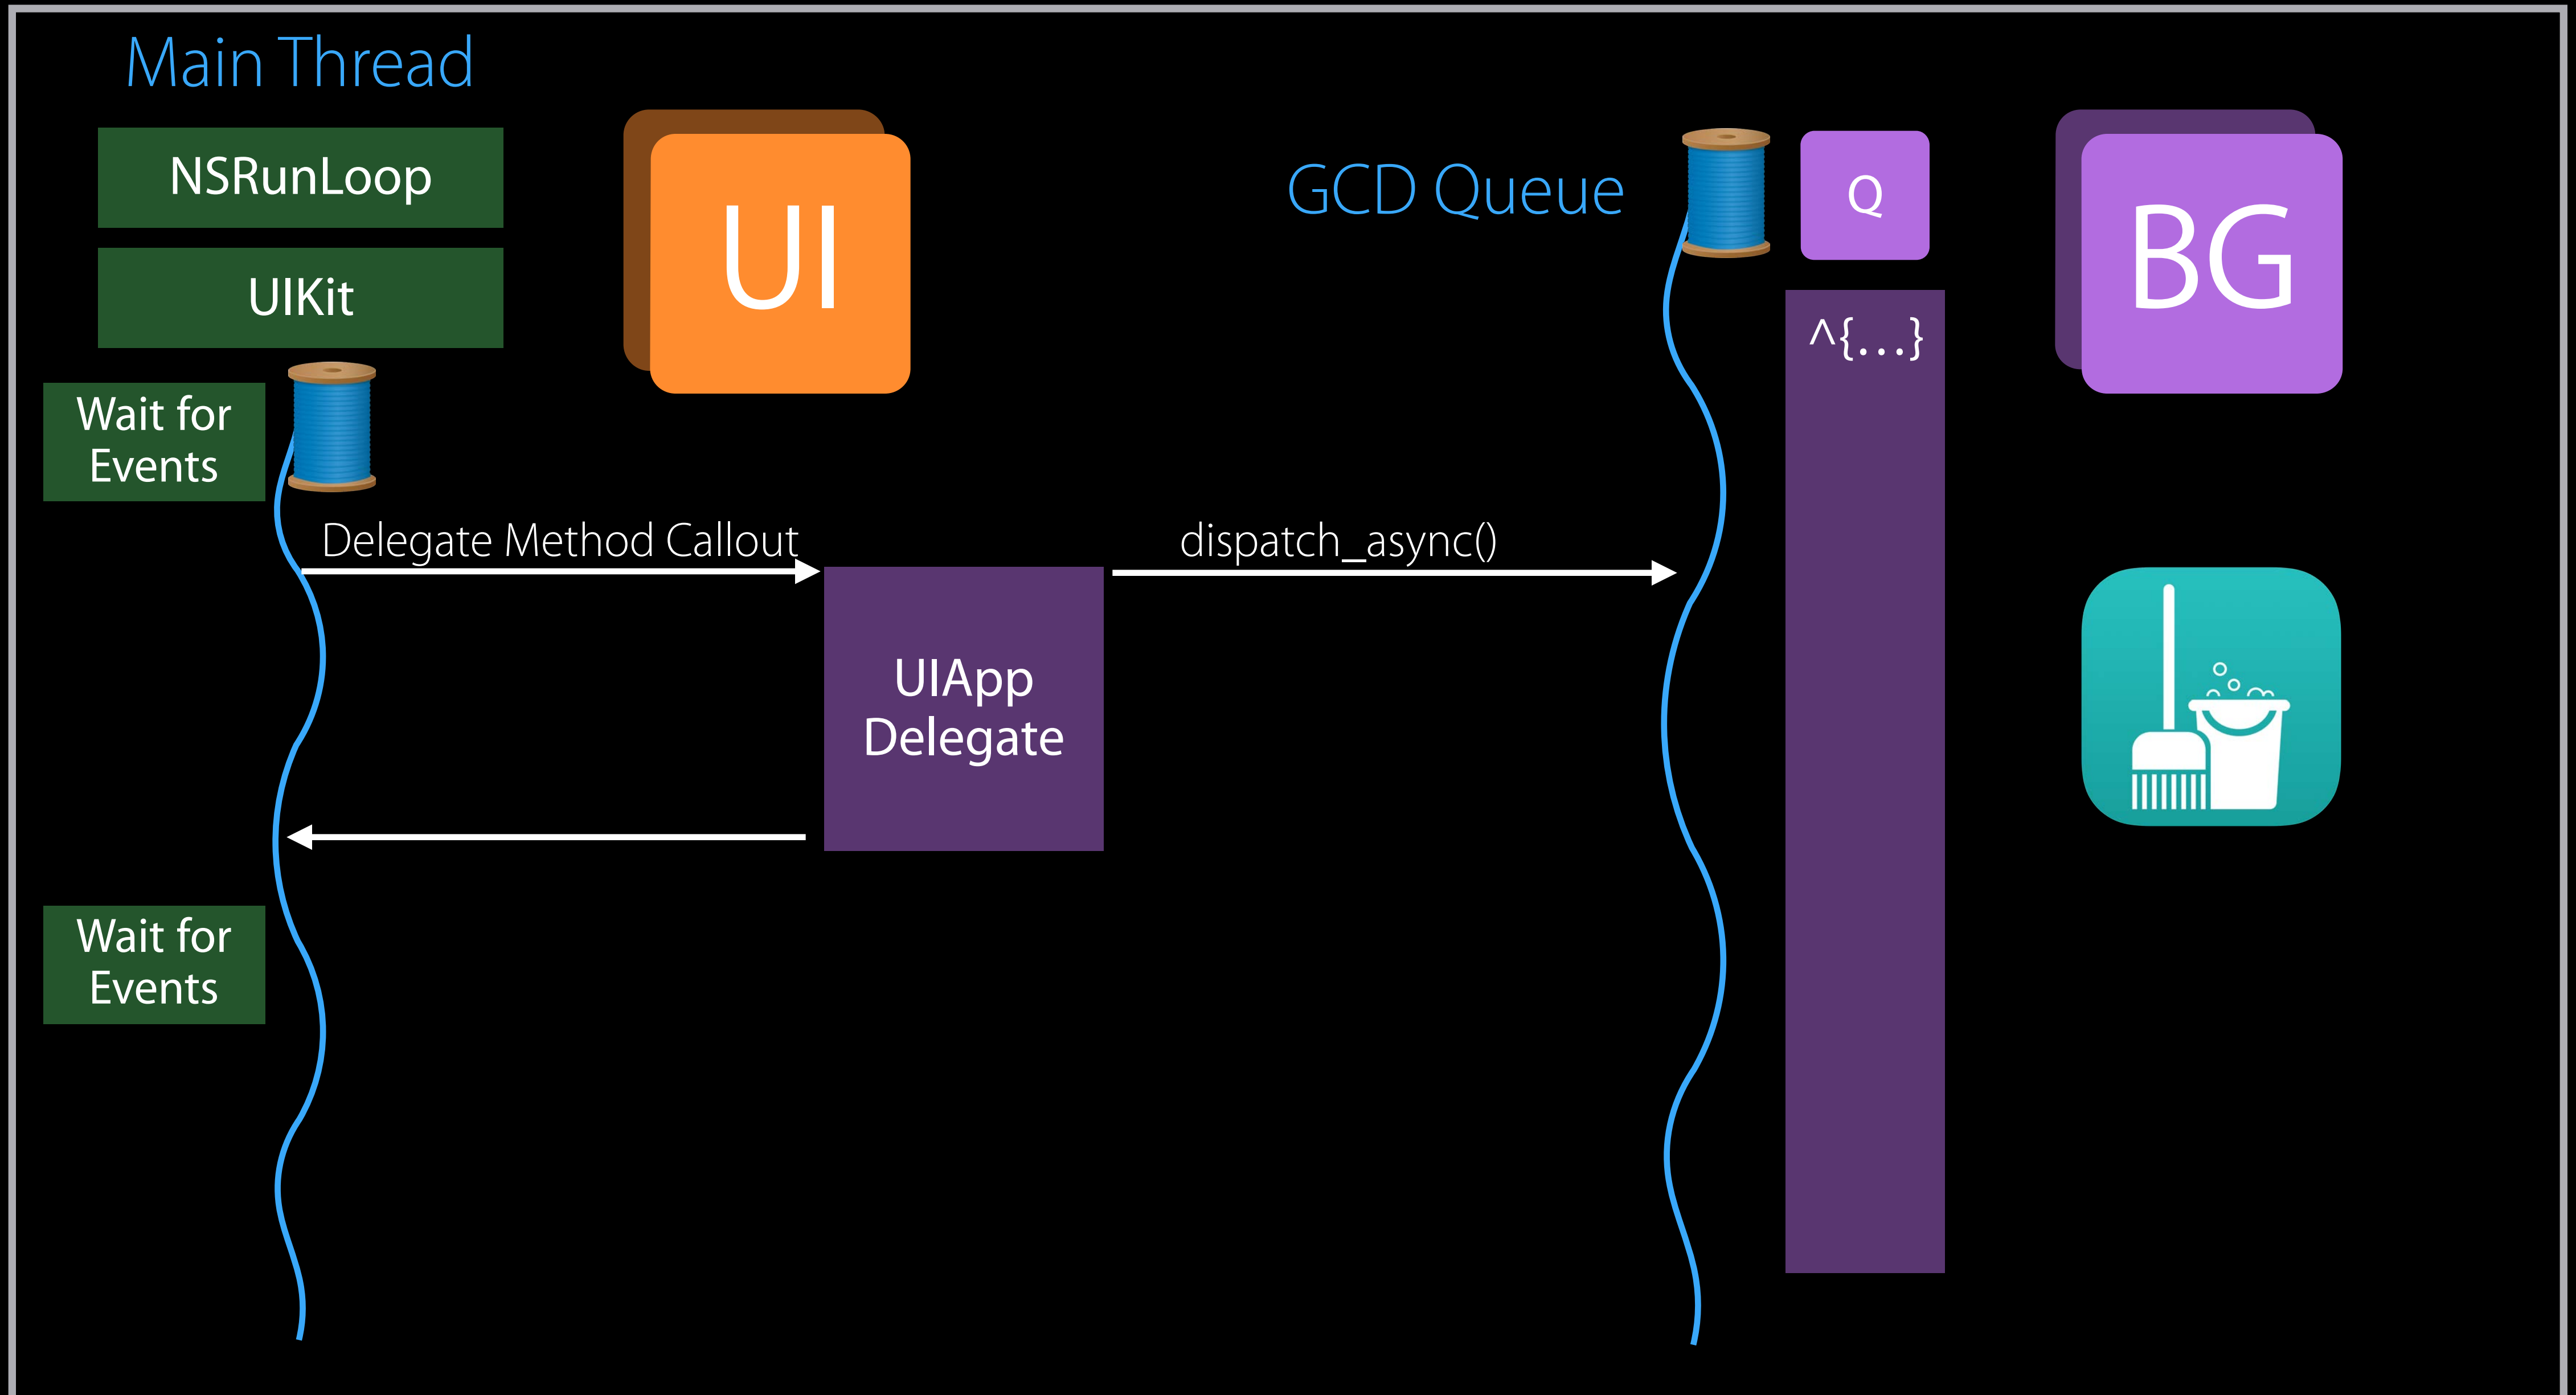 Main Thread
NSRunLoop
UIKit
Wait for
Events
UI
Delegate Method Callout
UIApp
Delegate
Wait for
Events
dispatch_async()
GCD Queue
Q
^{…}
BG